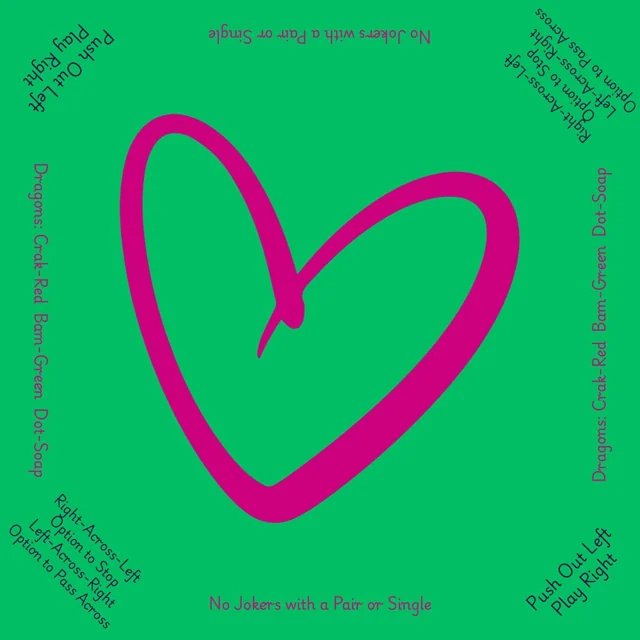 Push Out Left
Play Right
No Jokers with a Pair or Single
Right-Across-Left
Option to Stop
Left-Across-Right
Option to Pass Across
Dragons: Crak-Red Bam-Green Dot-Soap
Dragons: Crak-Red Bam-Green Dot-Soap
Right-Across-Left
Option to Stop
Left-Across-Right
Option to Pass Across
No Jokers with a Pair or Single
Push Out Left
Play Right